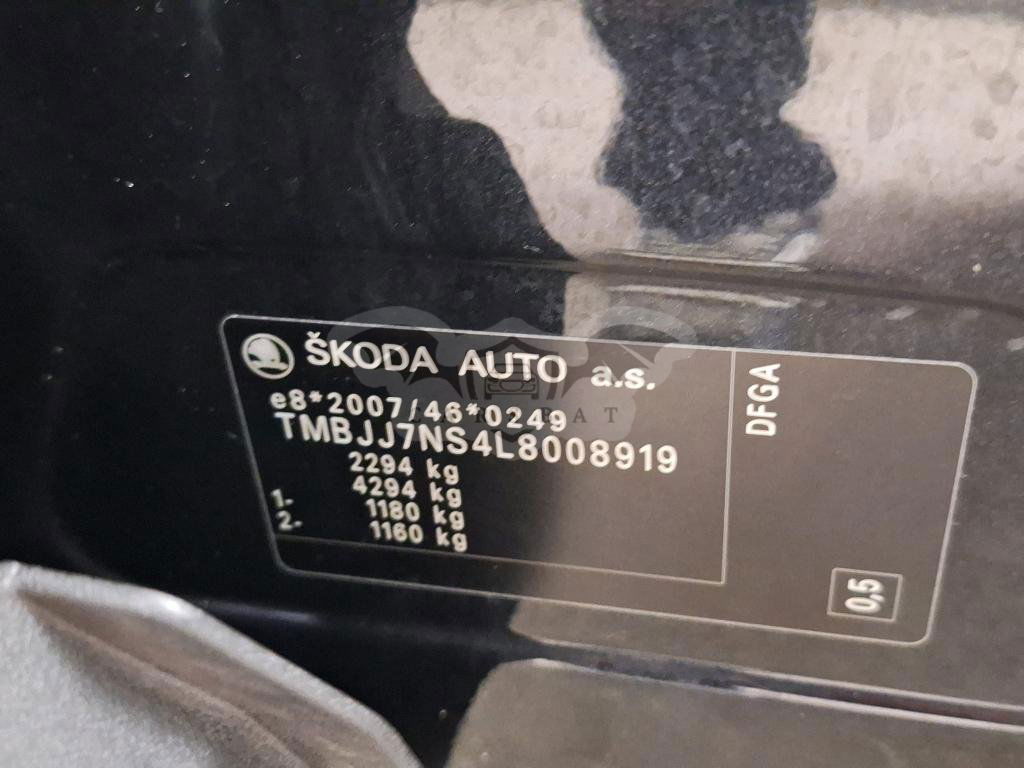 ŠKODA AUTO a.s.
e8*2007/46*0249
TMBJJ7NS4L8008919
2294 kg
4294 kg
1- 1180 kg
2- 1160 kg
DFGA
0,5